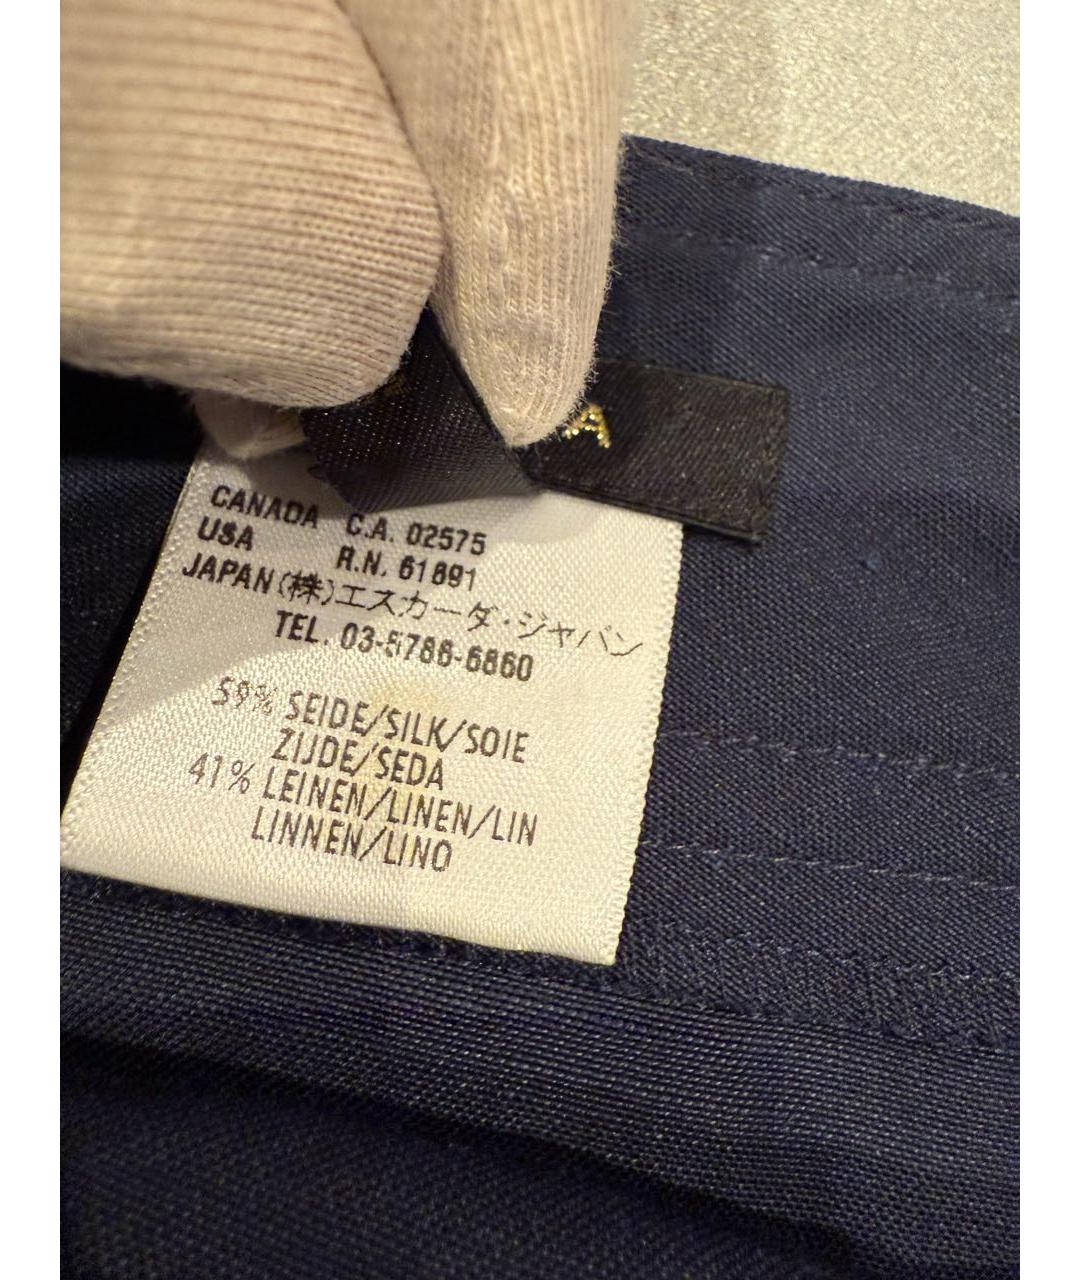 A
CANADA C.A. 02575
USA R.N. 61691
JAPAN (株)エスカーダ・ジャパン
TEL. 03-5786-6860
59% SEIDE/SILK/SOIE
ZIJDE/SEDA
41% LEINEN/LINEN/LIN
LINNEN/LINO